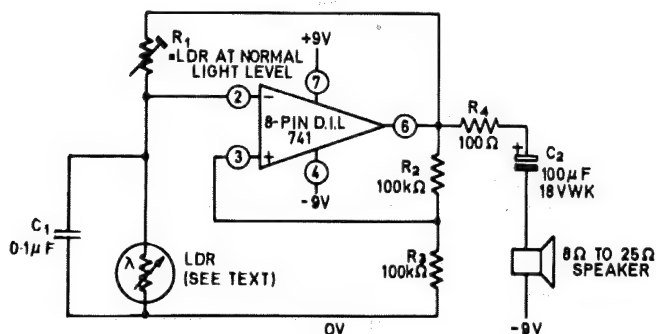 R1
=LDR AT NORMAL
LIGHT LEVEL
+9V
7
2
-
8-PIN D.I.L
741
6
3
+
4
-9V
R4
100Ω
+
C2
100µF
18VWK
R2
100kΩ
C1
0·1µF
λ
LDR
(SEE TEXT)
R3
100kΩ
8Ω TO 25Ω
SPEAKER
0V
-9V